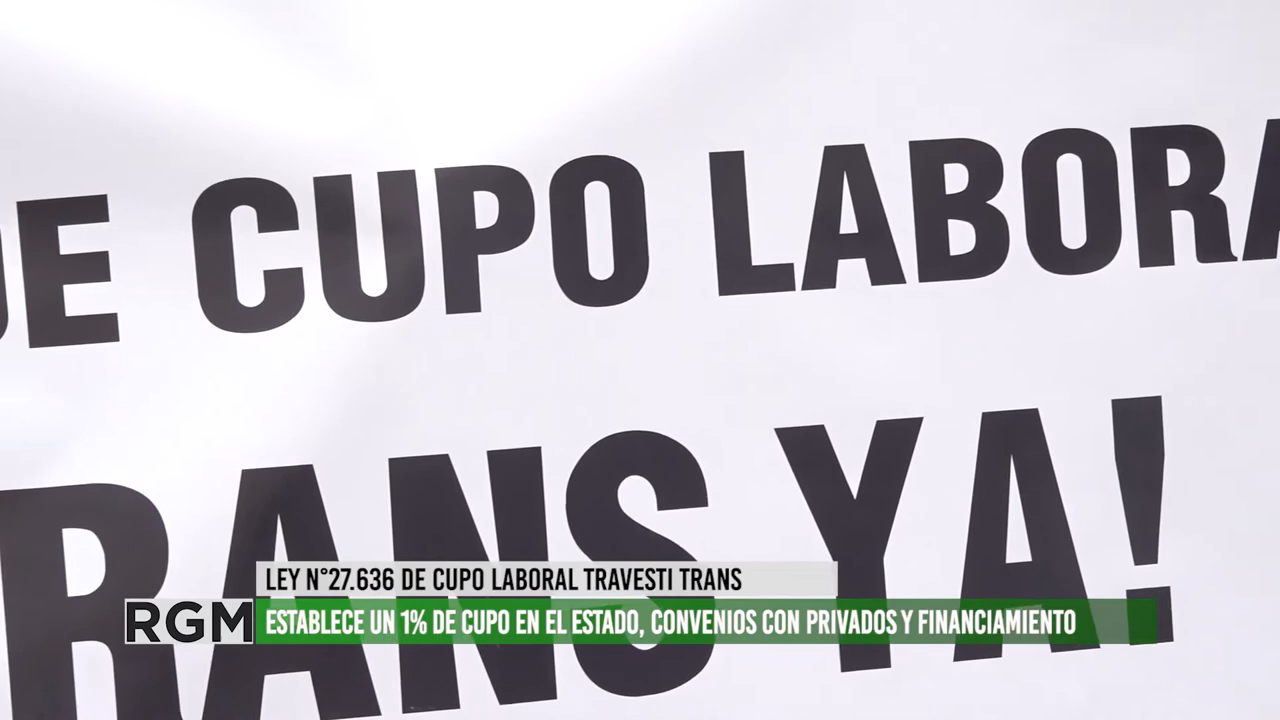 DE CUPO LABORA
RANS YA!
LEY N°27.636 DE CUPO LABORAL TRAVESTI TRANS
RGM
ESTABLECE UN 1% DE CUPO EN EL ESTADO, CONVENIOS CON PRIVADOS Y FINANCIAMIENTO